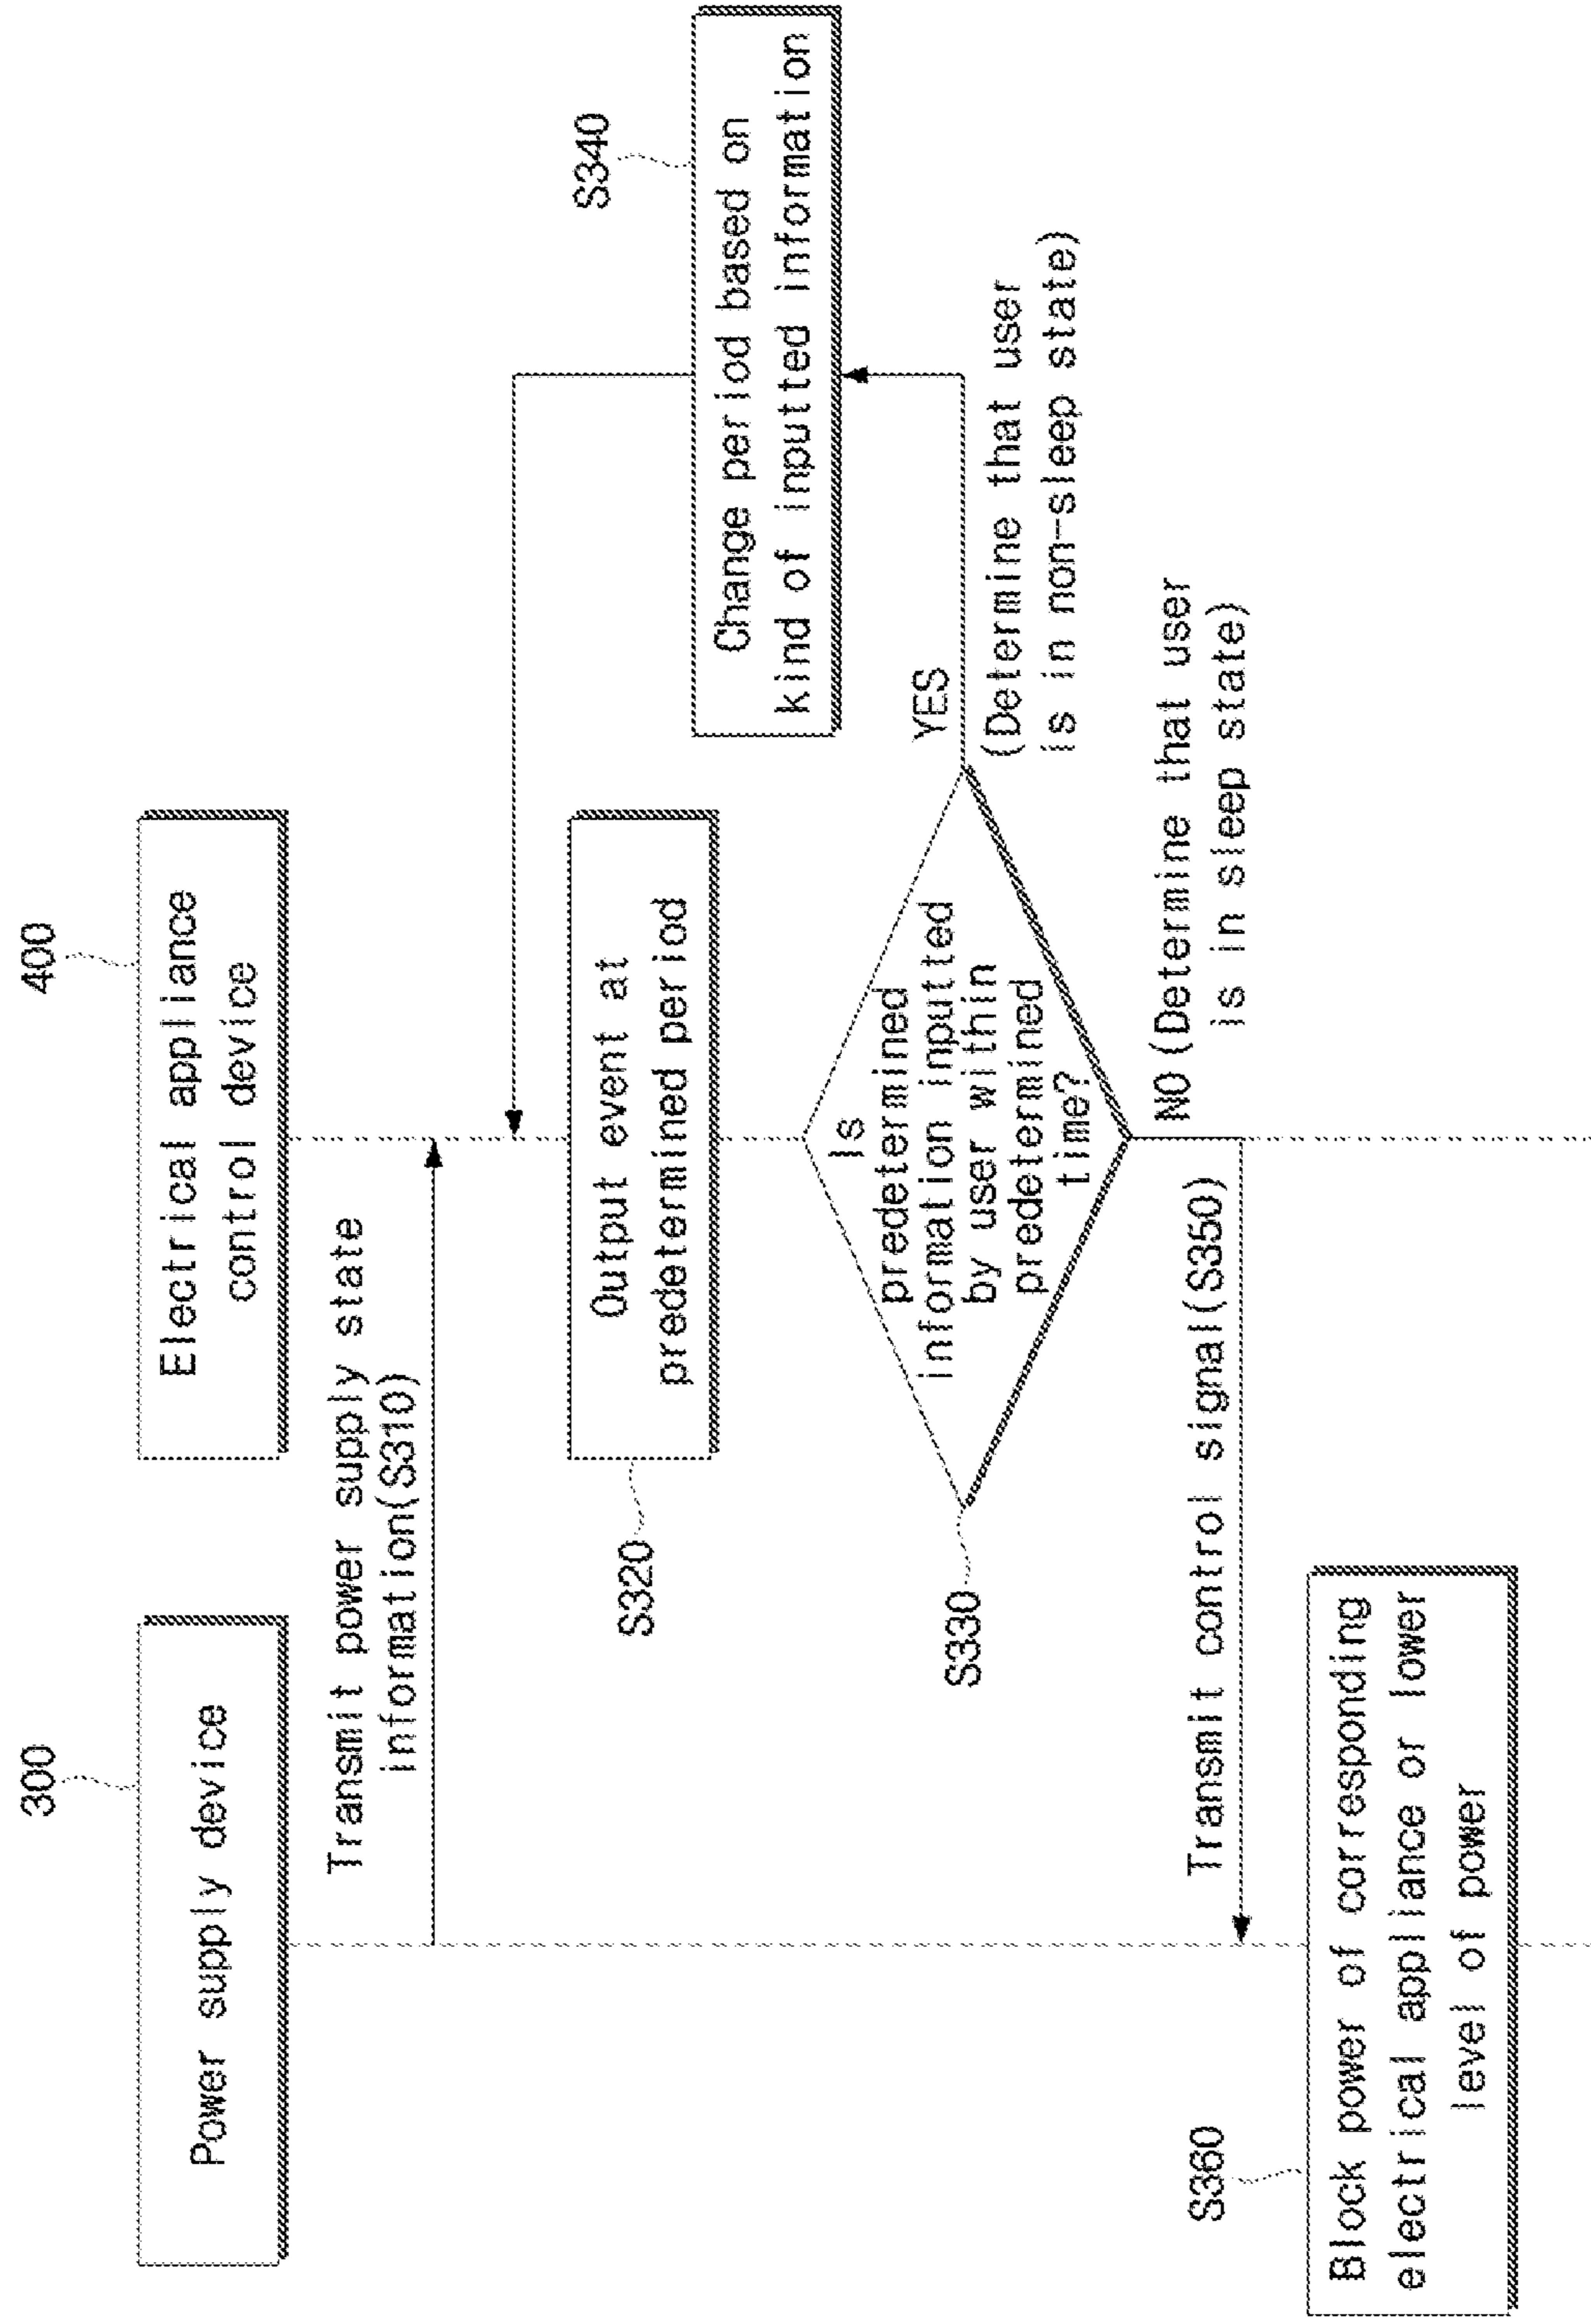 300
Power supply device
400
Electrical appliance
control device
Transmit power supply state
information(S310)
S320
Output event at
predetermined period
S330
Is
predetermined
information inputted
by user within
predetermined
time?
YES
(Determine that user
is in non-sleep state)
S340
Change period based on
kind of inputted information
NO(Determine that user
is in sleep state)
Transmit control signal(S350)
S360
Block power of corresponding
electrical appliance or lower
level of power